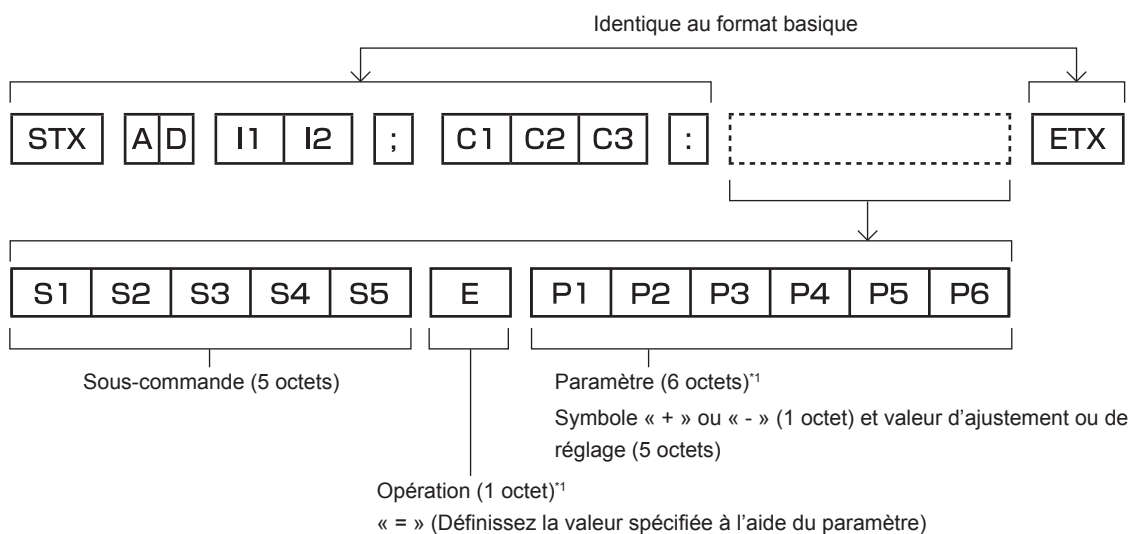 Identique au format basique
STX A D I1 I2 ; C1 C2 C3 : ETX
S1 S2 S3 S4 S5 E P1 P2 P3 P4 P5 P6
Sous-commande (5 octets)
Paramètre (6 octets)*1
Symbole « + » ou « - » (1 octet) et valeur d’ajustement ou de
réglage (5 octets)
Opération (1 octet)*1
« = » (Définissez la valeur spécifiée à l’aide du paramètre)